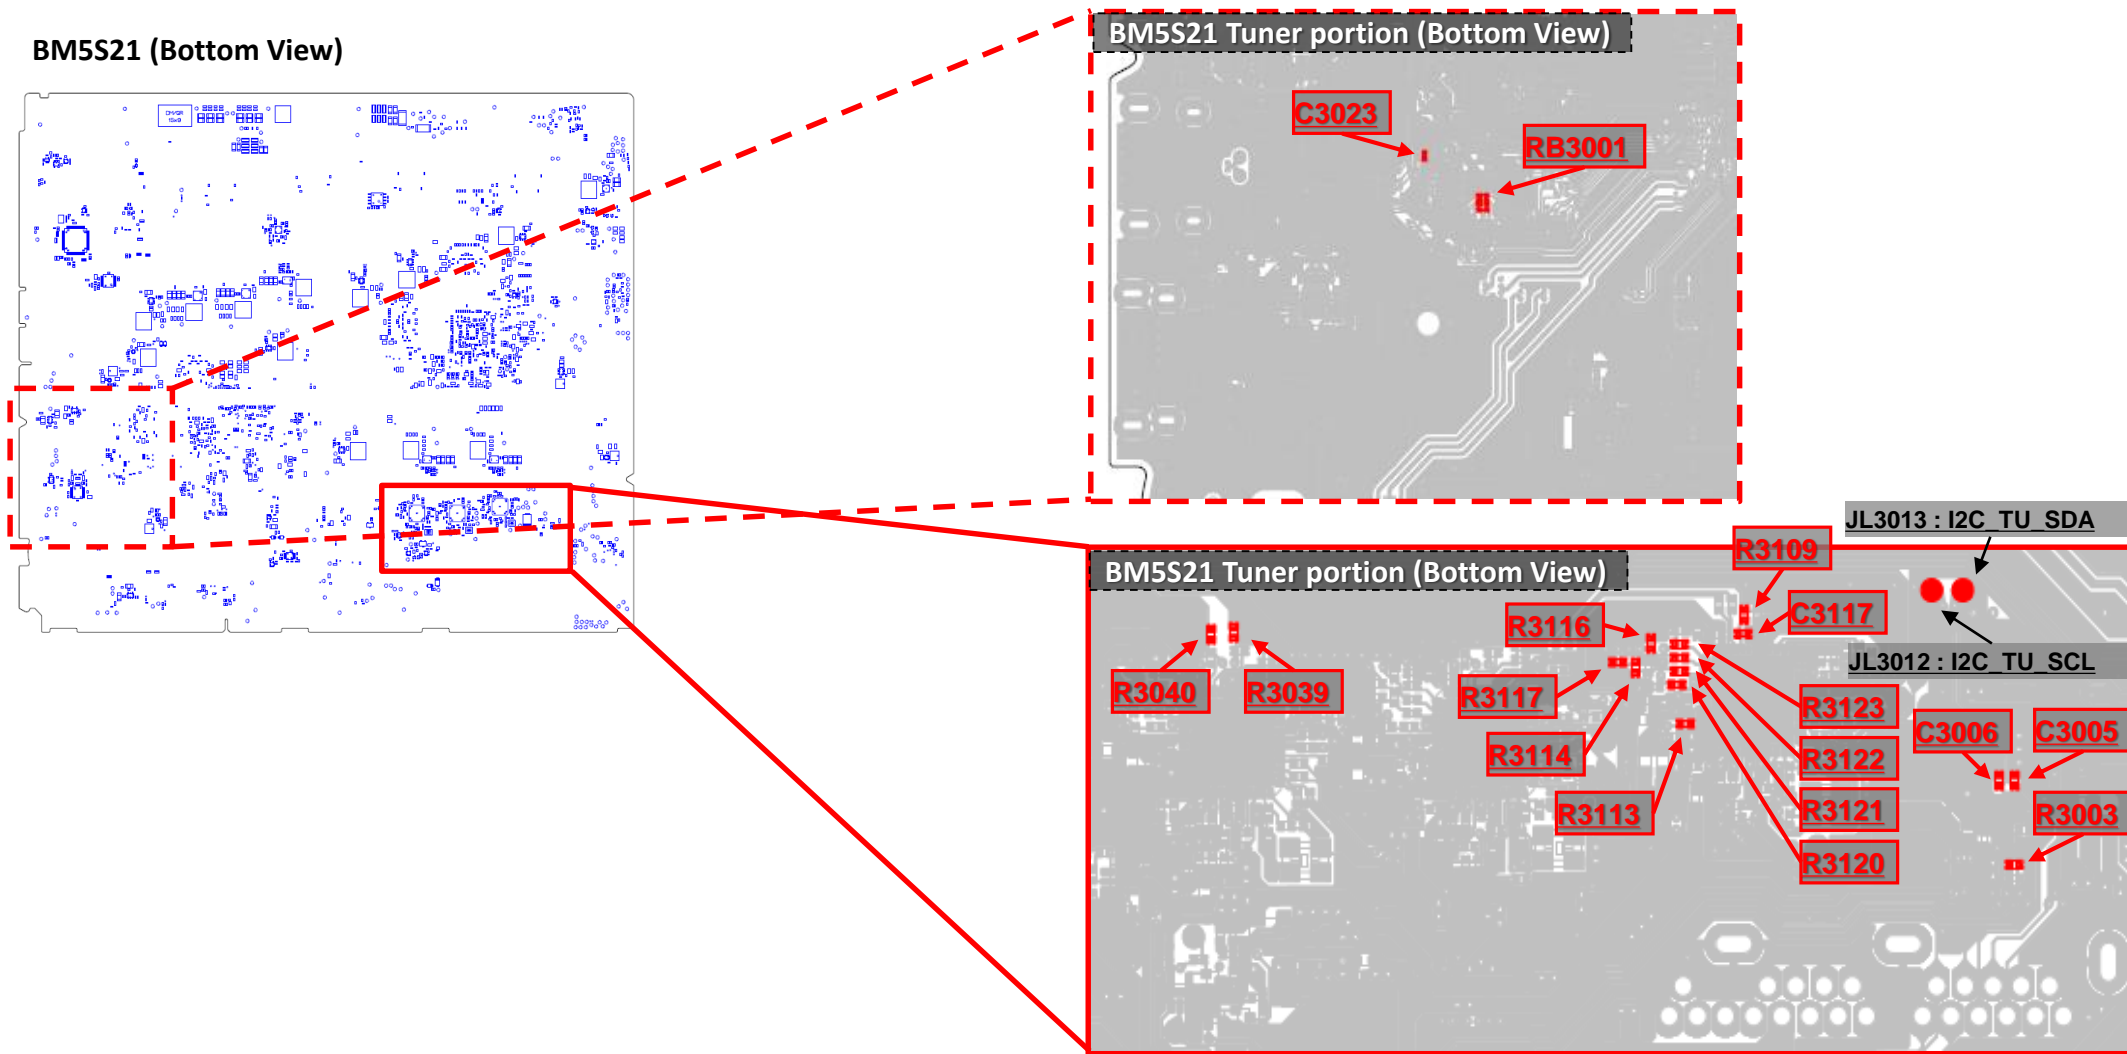 BM5S21 (Bottom View)
BM5S21 Tuner portion (Bottom View)
C3023
RB3001
JL3013 : I2C_TU_SDA
R3109
BM5S21 Tuner portion (Bottom View)
C3117
R3116
JL3012 : I2C_TU_SCL
R3040
R3039
R3117
R3123
C3006
C3005
R3114
R3122
R3113
R3121
R3003
R3120